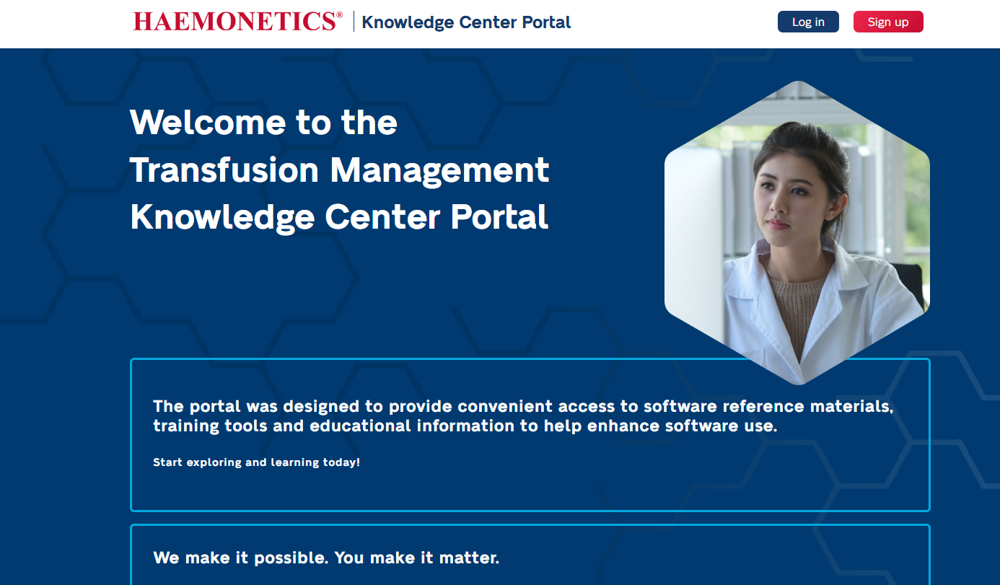 HAEMONETICS® Knowledge Center Portal
Log in
Sign up
Welcome to the
Transfusion Management
Knowledge Center Portal
The portal was designed to provide convenient access to software reference materials,
training tools and educational information to help enhance software use.
Start exploring and learning today!
We make it possible. You make it matter.